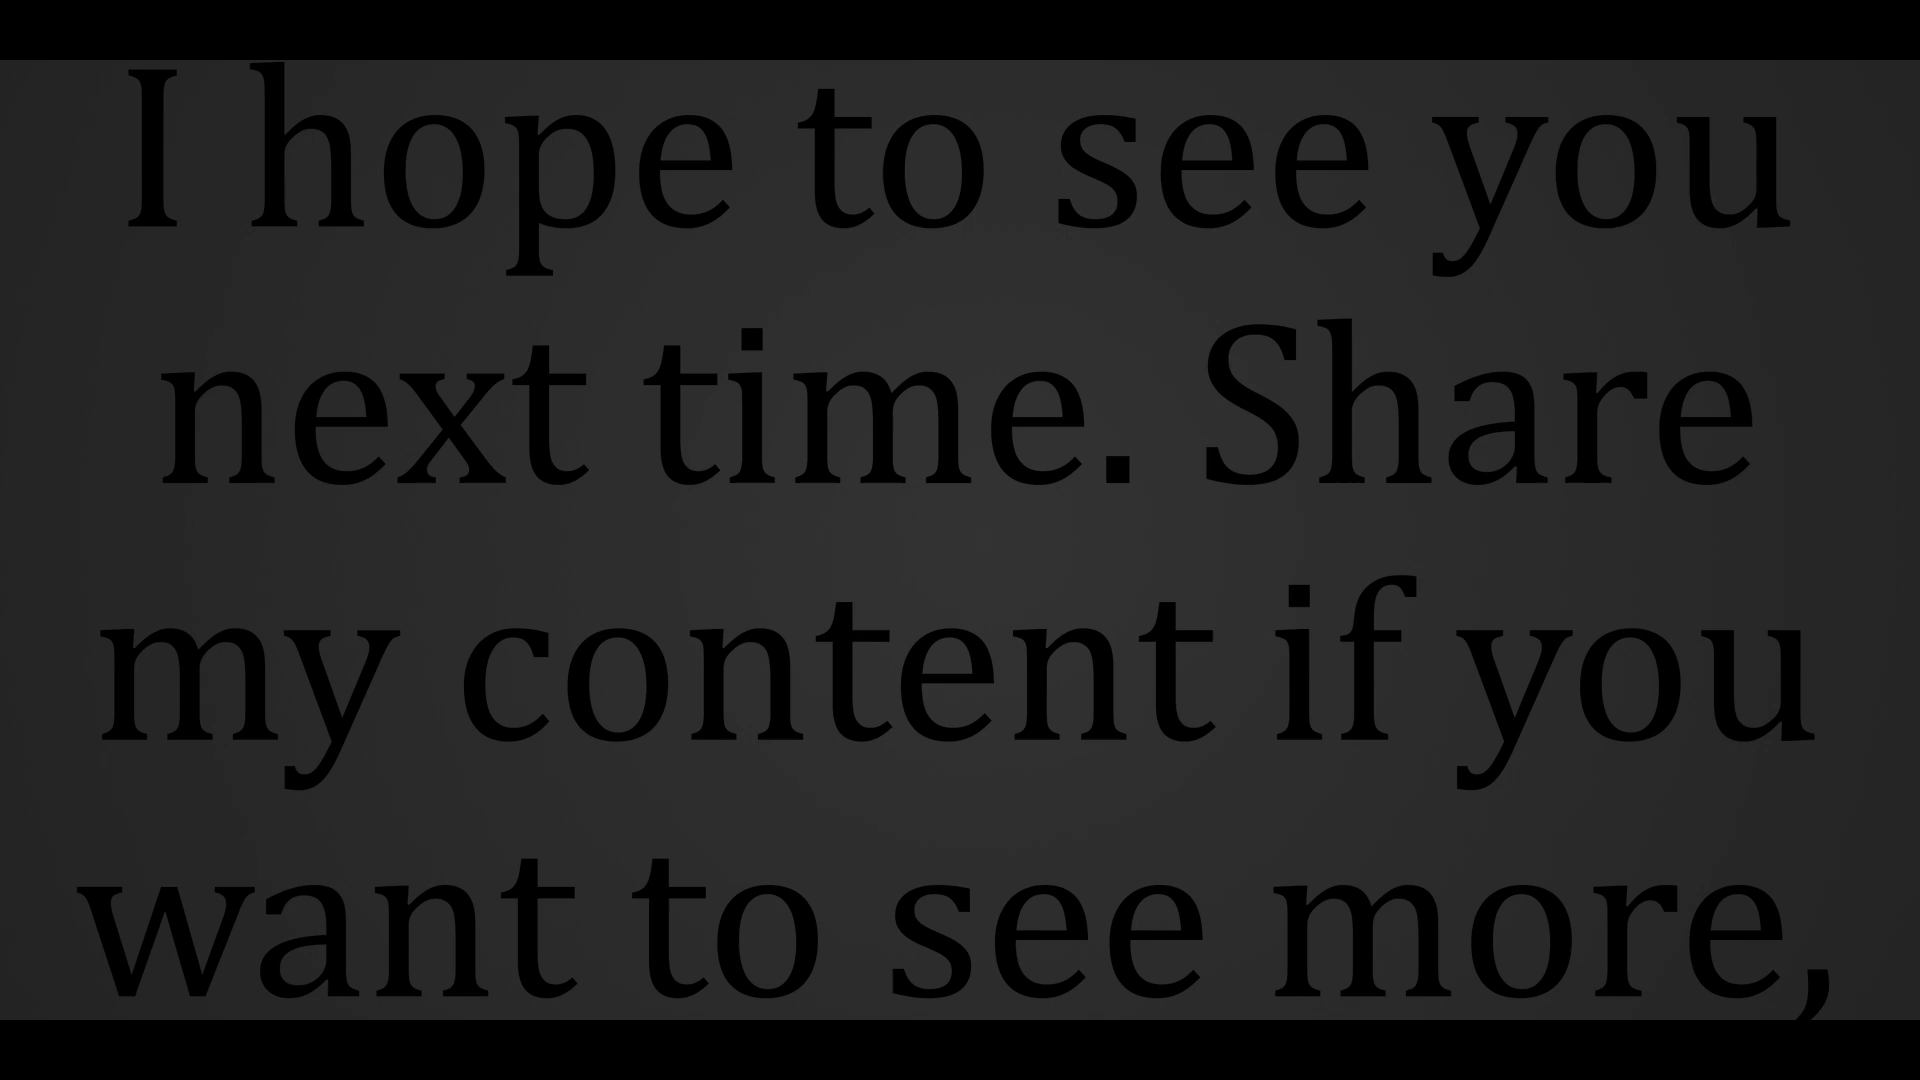 I hope to see you
next time. Share
my content if you
want to see more,